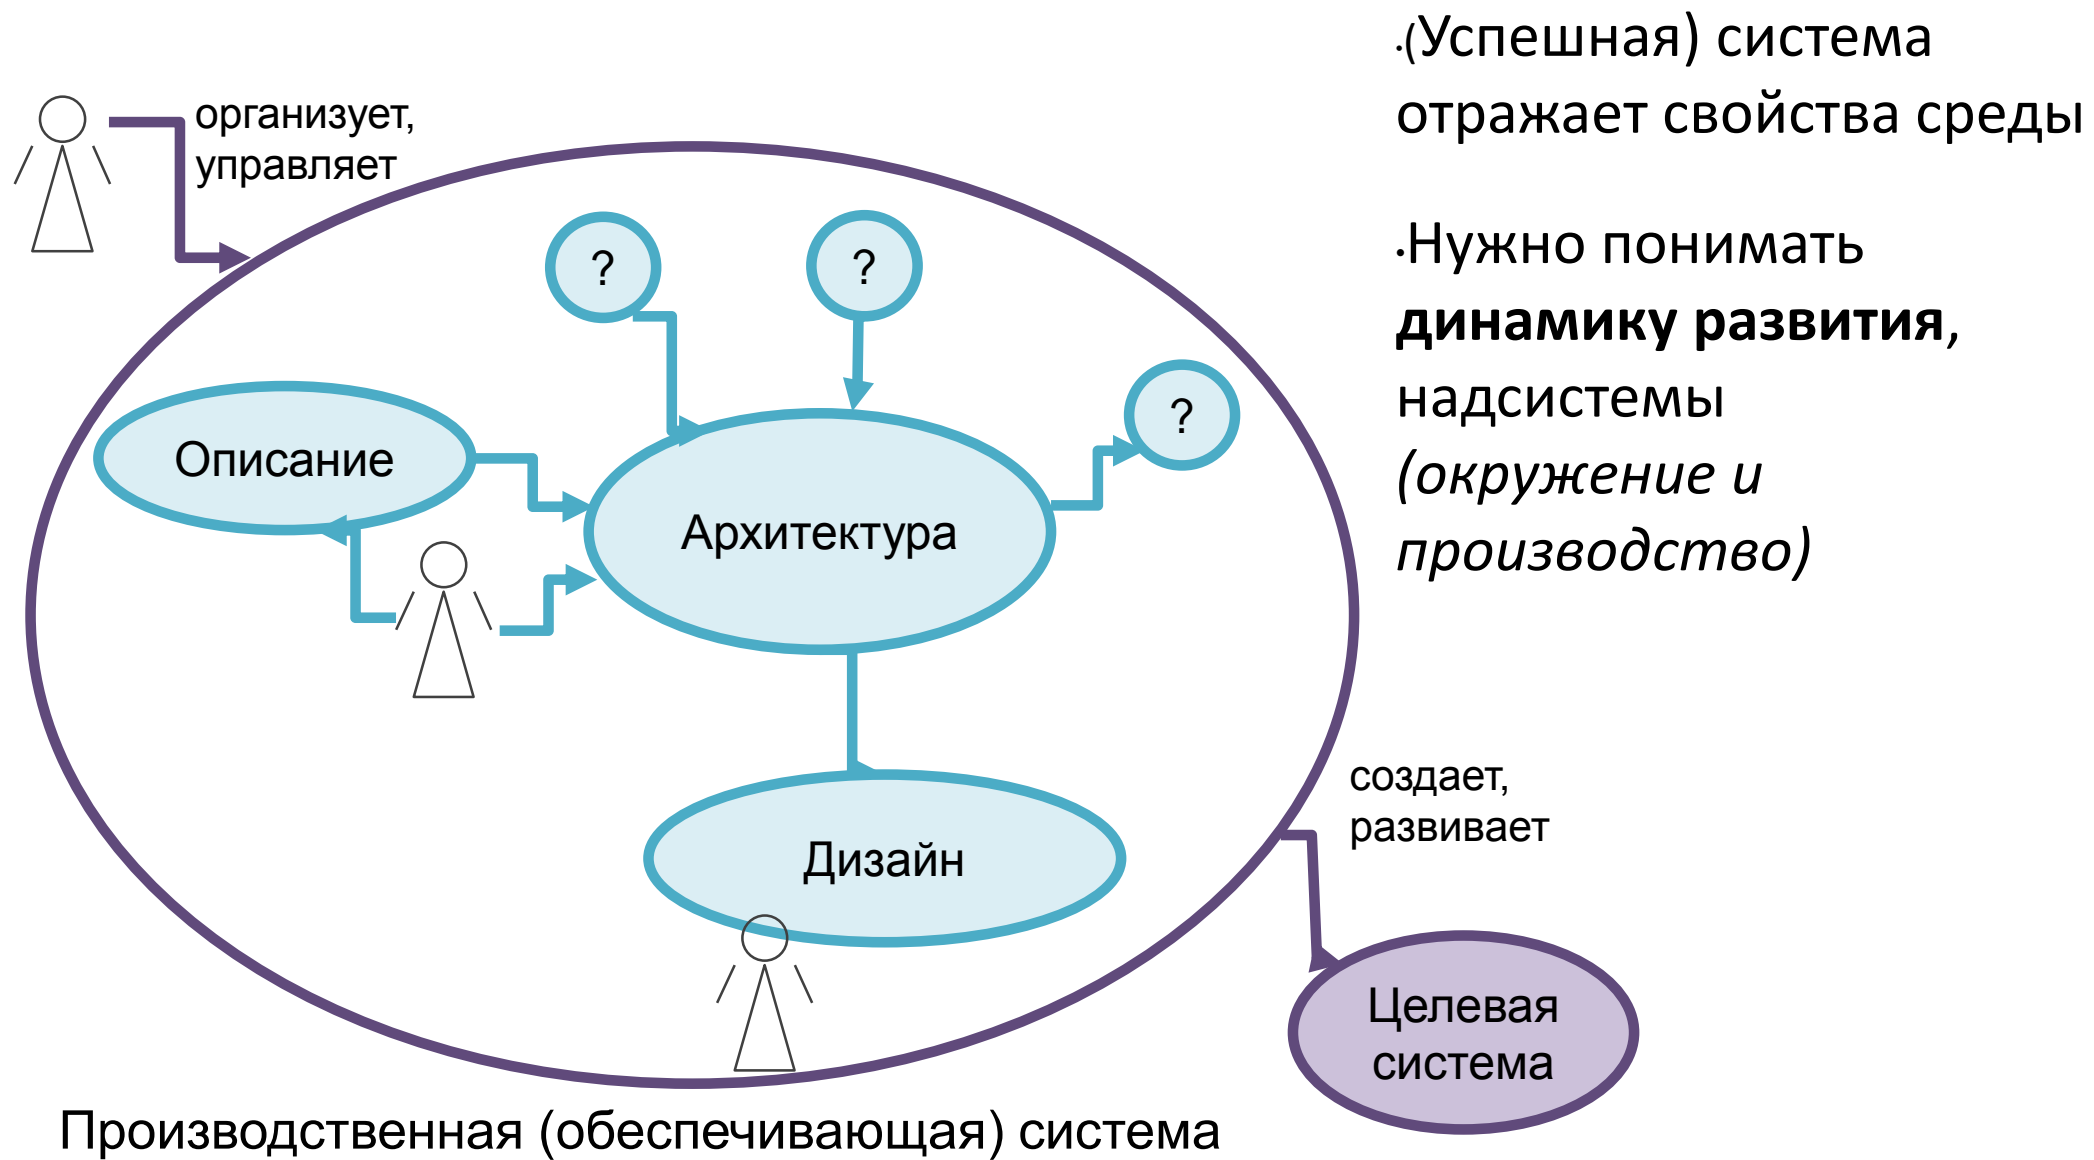 •(Успешная) система
отражает свойства среды
•Нужно понимать
динамику развития,
надсистемы
(окружение и
производство)
организует,
управляет
?
?
?
Описание
Архитектура
Дизайн
создает,
развивает
Целевая
система
Производственная (обеспечивающая) система